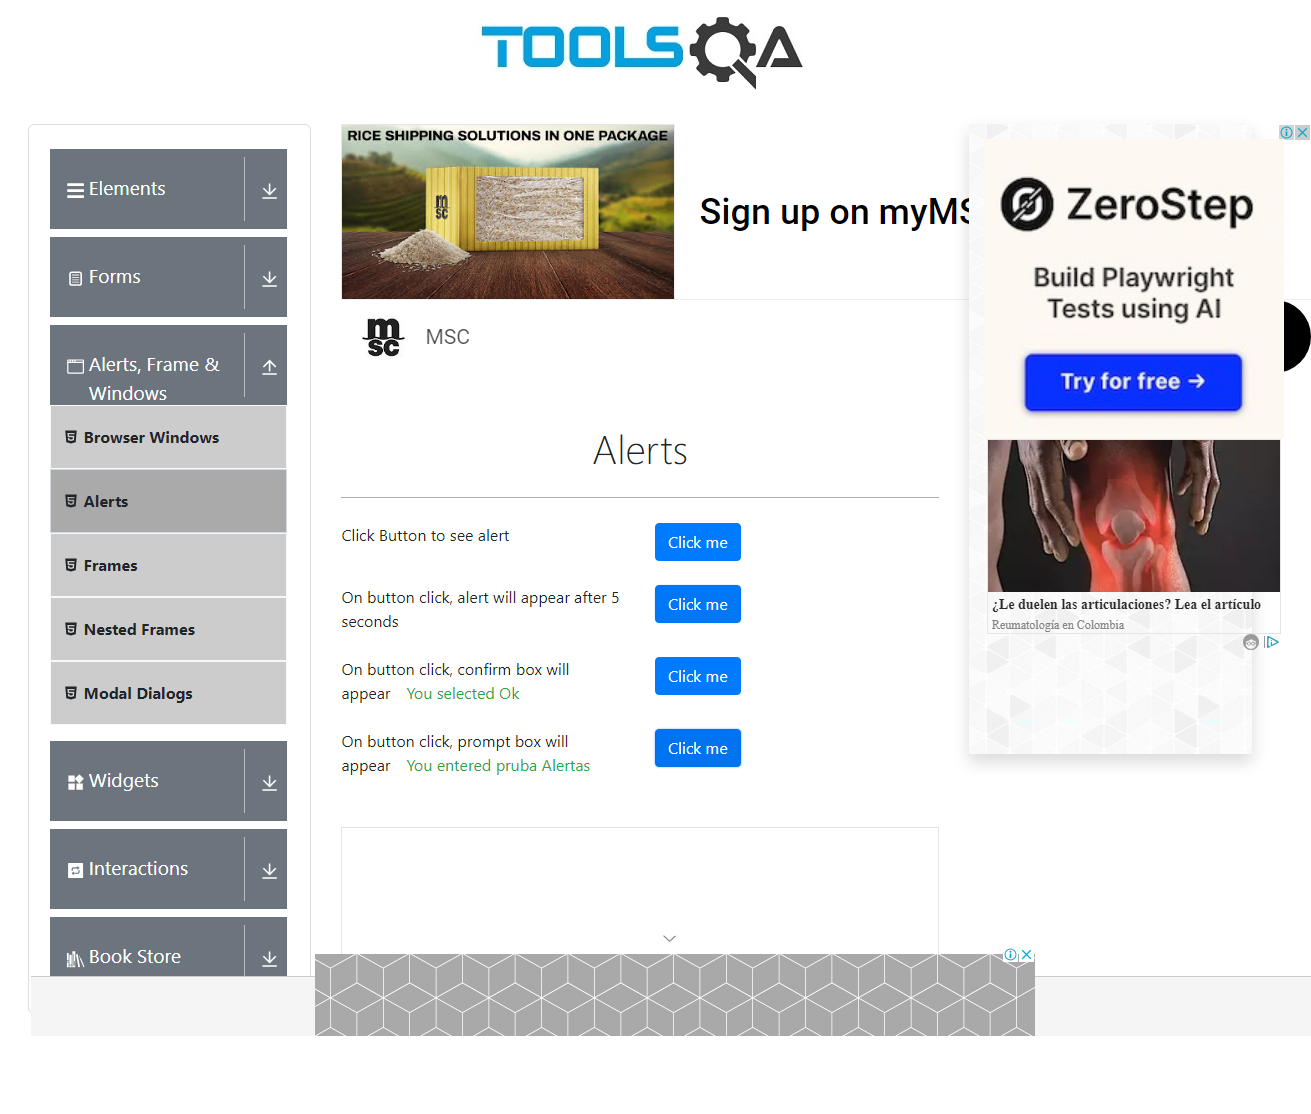 TOOLSQA
Elements
Forms
Alerts, Frame &
Windows
Browser Windows
Alerts
Frames
Nested Frames
Modal Dialogs
Widgets
Interactions
Book Store
RICE SHIPPING SOLUTIONS IN ONE PACKAGE
msc
Sign up on myMS
msc
MSC
Alerts
Click Button to see alert
Click me
On button click, alert will appear after 5
seconds
Click me
On button click, confirm box will
appear You selected Ok
Click me
On button click, prompt box will
appear You entered pruba Alertas
Click me
ZeroStep
Build Playwright
Tests using AI
Try for free →
¿Le duelen las articulaciones? Lea el artículo
Reumatología en Colombia